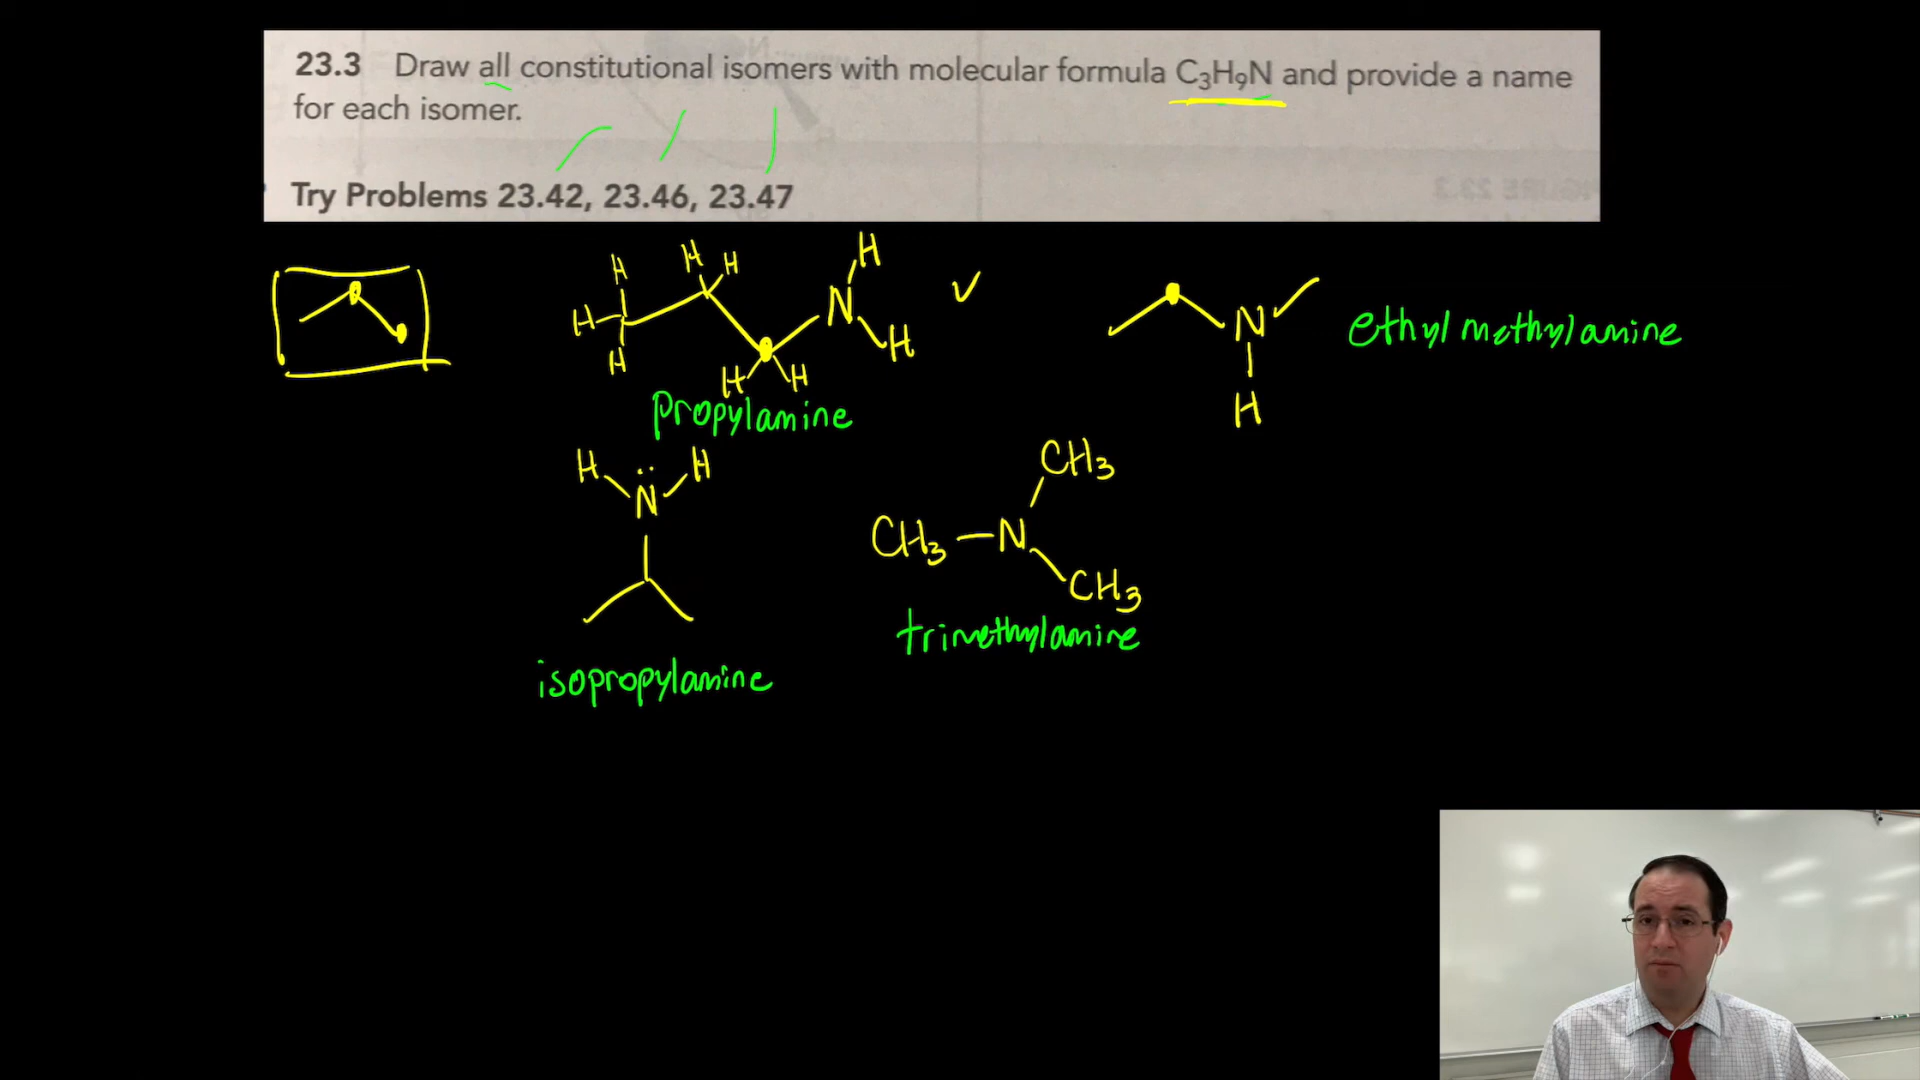 23.3 Draw all constitutional isomers with molecular formula C₃H₉N and provide a name
for each isomer.
Try Problems 23.42, 23.46, 23.47
H H H H
H N
H H H H
propylamine
N
H
ethyl methylamine
H N H
isopropylamine
CH₃
CH₃ N
CH₃
trimethylamine